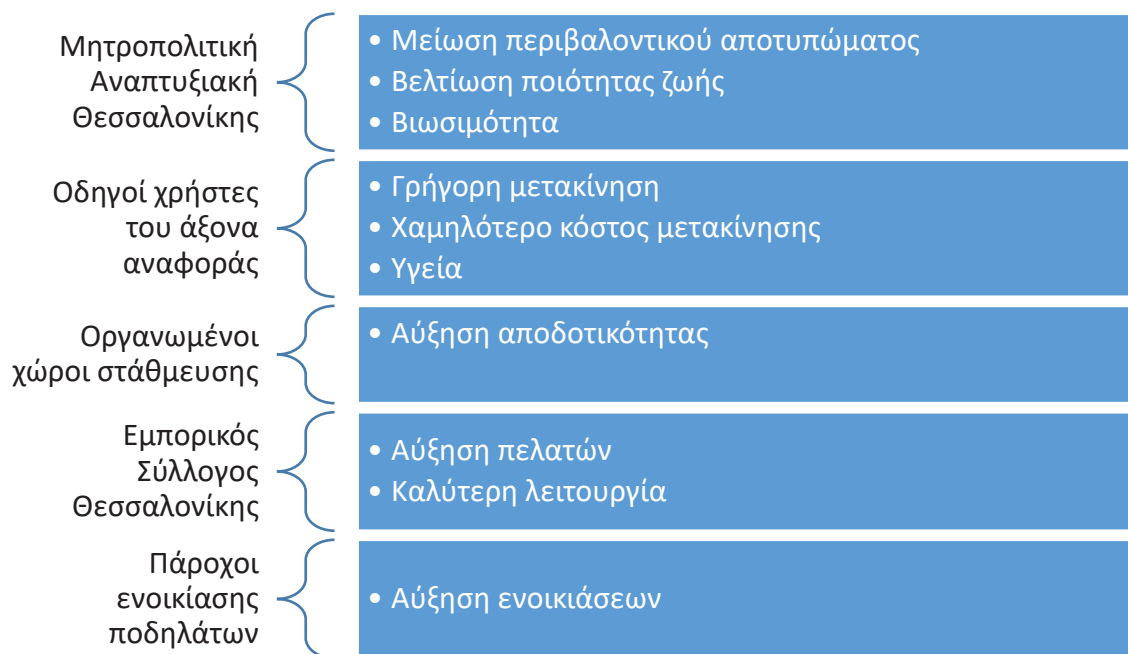 Μητροπολιτική
Αναπτυξιακή
Θεσσαλονίκης
• Μείωση περιβαλοντικού αποτυπώματος
• Βελτίωση ποιότητας ζωής
• Βιωσιμότητα
Οδηγοί χρήστες
του άξονα
αναφοράς
• Γρήγορη μετακίνηση
• Χαμηλότερο κόστος μετακίνησης
• Υγεία
Οργανωμένοι
χώροι στάθμευσης
• Αύξηση αποδοτικότητας
Εμπορικός
Σύλλογος
Θεσσαλονίκης
• Αύξηση πελατών
• Καλύτερη λειτουργία
Πάροχοι
ενοικίασης
ποδηλάτων
• Αύξηση ενοικιάσεων